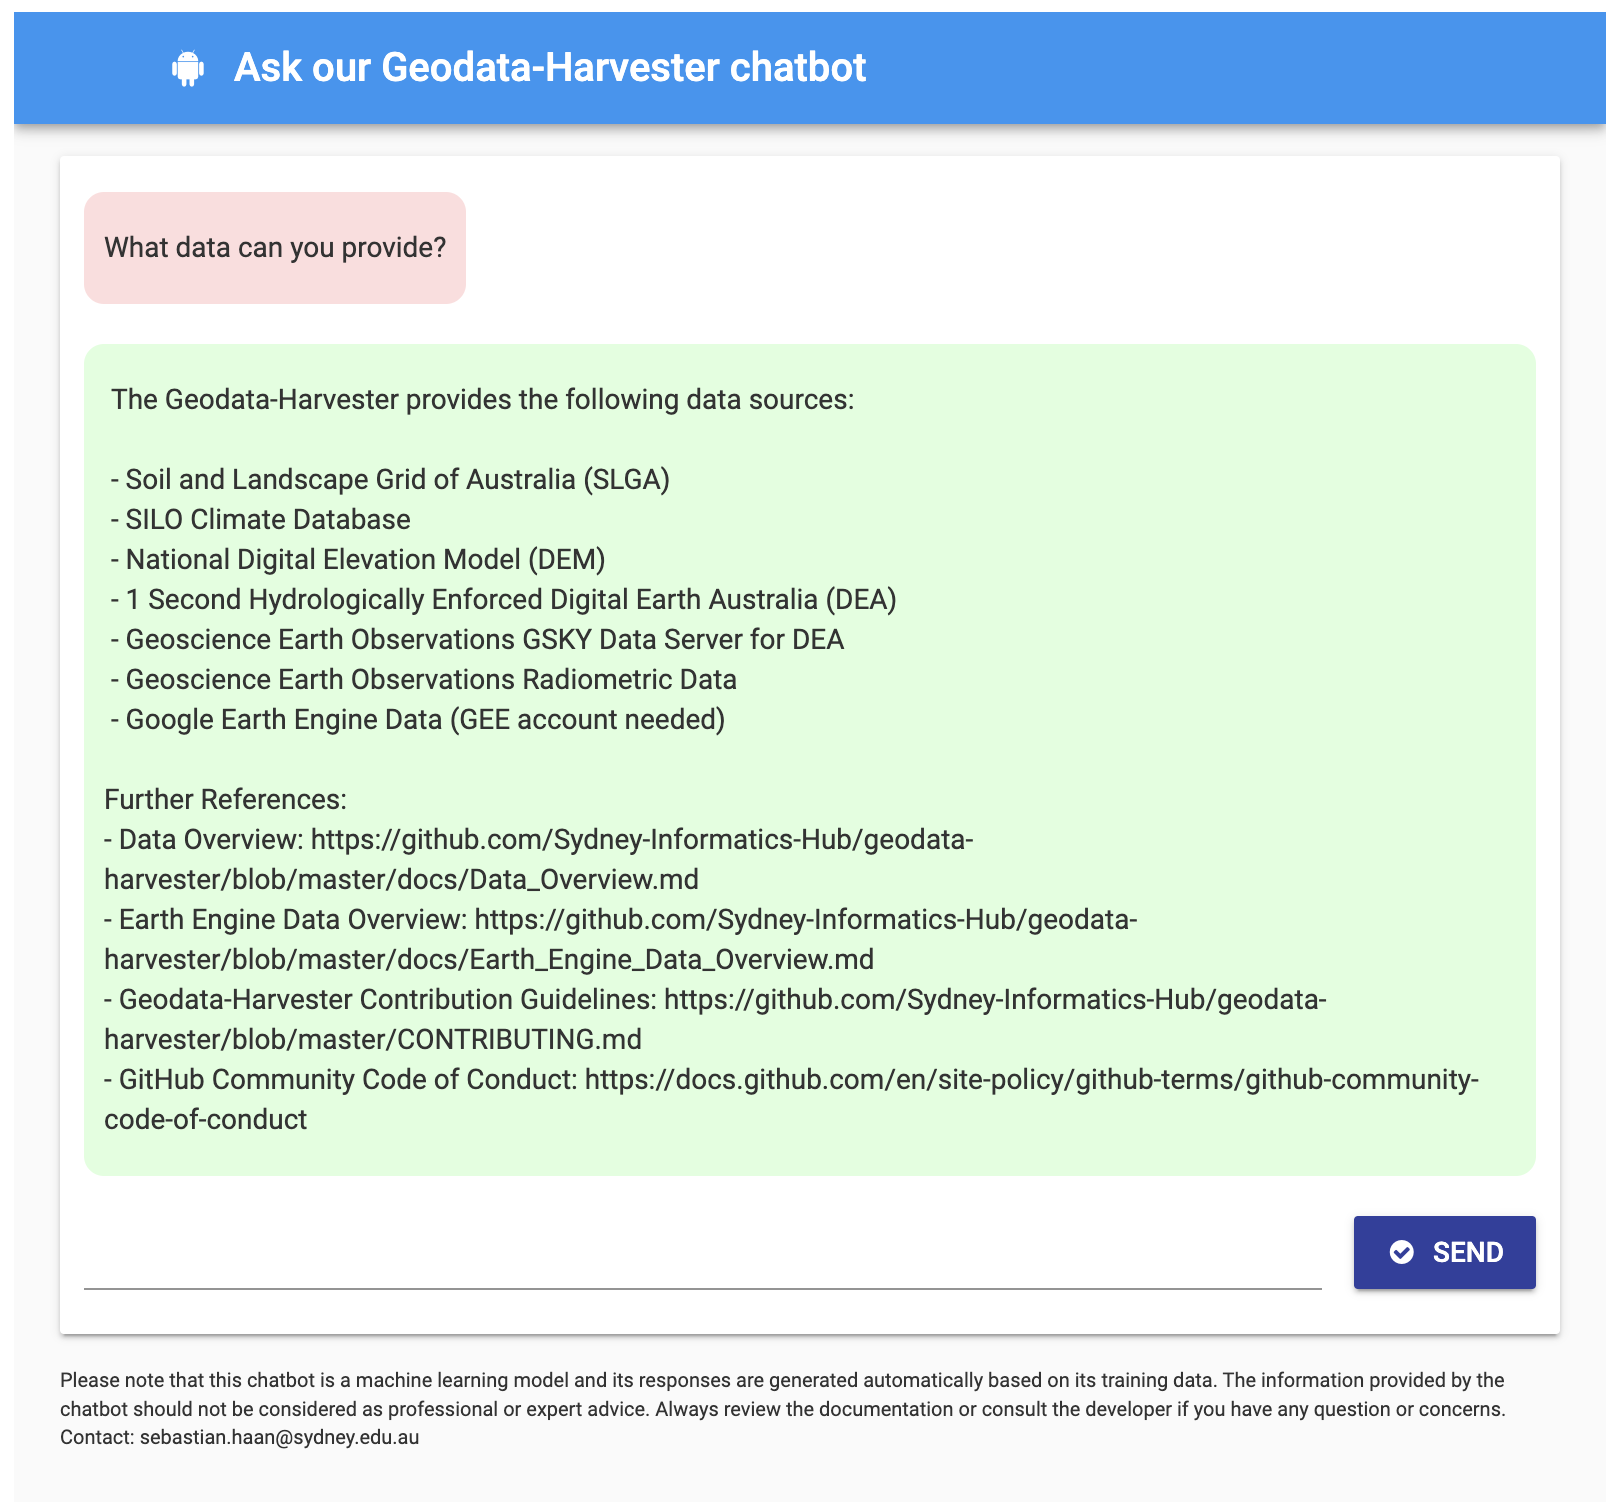 Ask our Geodata-Harvester chatbot
What data can you provide?
The Geodata-Harvester provides the following data sources:
- Soil and Landscape Grid of Australia (SLGA)
- SILO Climate Database
- National Digital Elevation Model (DEM)
- 1 Second Hydrologically Enforced Digital Earth Australia (DEA)
- Geoscience Earth Observations GSKY Data Server for DEA
- Geoscience Earth Observations Radiometric Data
- Google Earth Engine Data (GEE account needed)
Further References:
- Data Overview: https://github.com/Sydney-Informatics-Hub/geodata-
harvester/blob/master/docs/Data_Overview.md
- Earth Engine Data Overview: https://github.com/Sydney-Informatics-Hub/geodata-
harvester/blob/master/docs/Earth_Engine_Data_Overview.md
- Geodata-Harvester Contribution Guidelines: https://github.com/Sydney-Informatics-Hub/geodata-
harvester/blob/master/CONTRIBUTING.md
- GitHub Community Code of Conduct: https://docs.github.com/en/site-policy/github-terms/github-community-
code-of-conduct
SEND
Please note that this chatbot is a machine learning model and its responses are generated automatically based on its training data. The information provided by the
chatbot should not be considered as professional or expert advice. Always review the documentation or consult the developer if you have any question or concerns.
Contact: sebastian.haan@sydney.edu.au